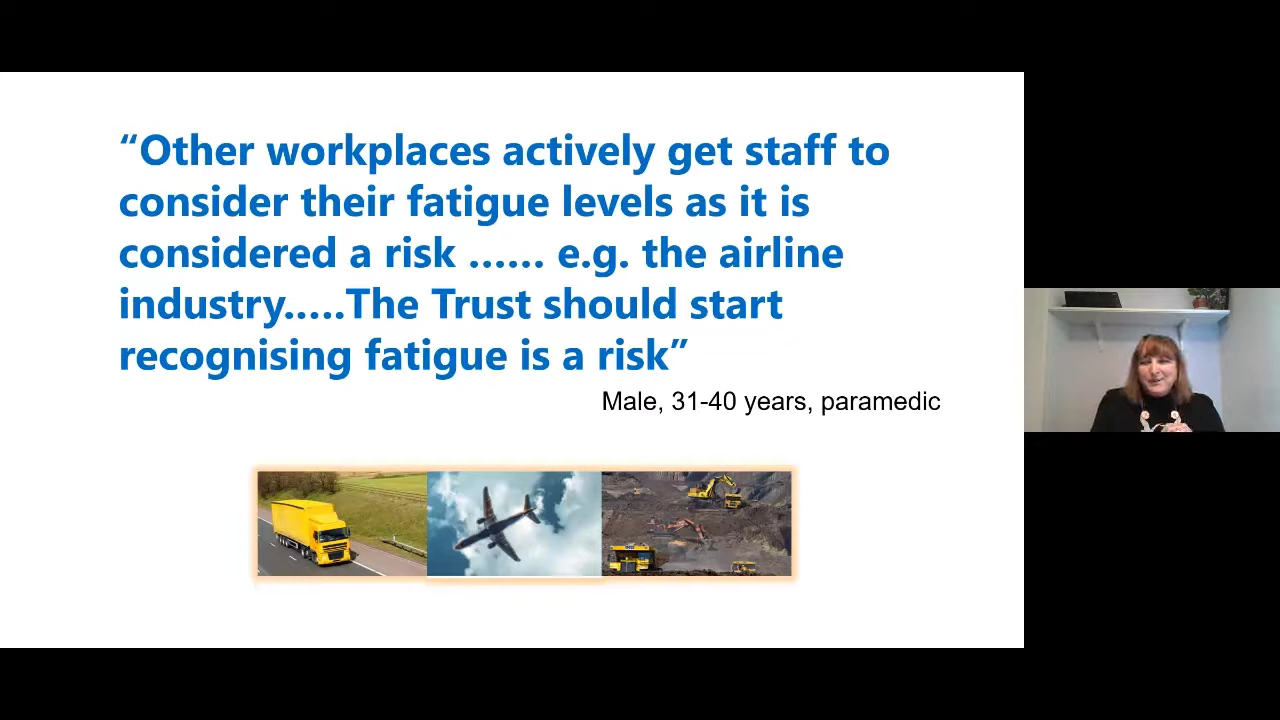 “Other workplaces actively get staff to
consider their fatigue levels as it is
considered a risk …… e.g. the airline
industry…..The Trust should start
recognising fatigue is a risk”
Male, 31-40 years, paramedic